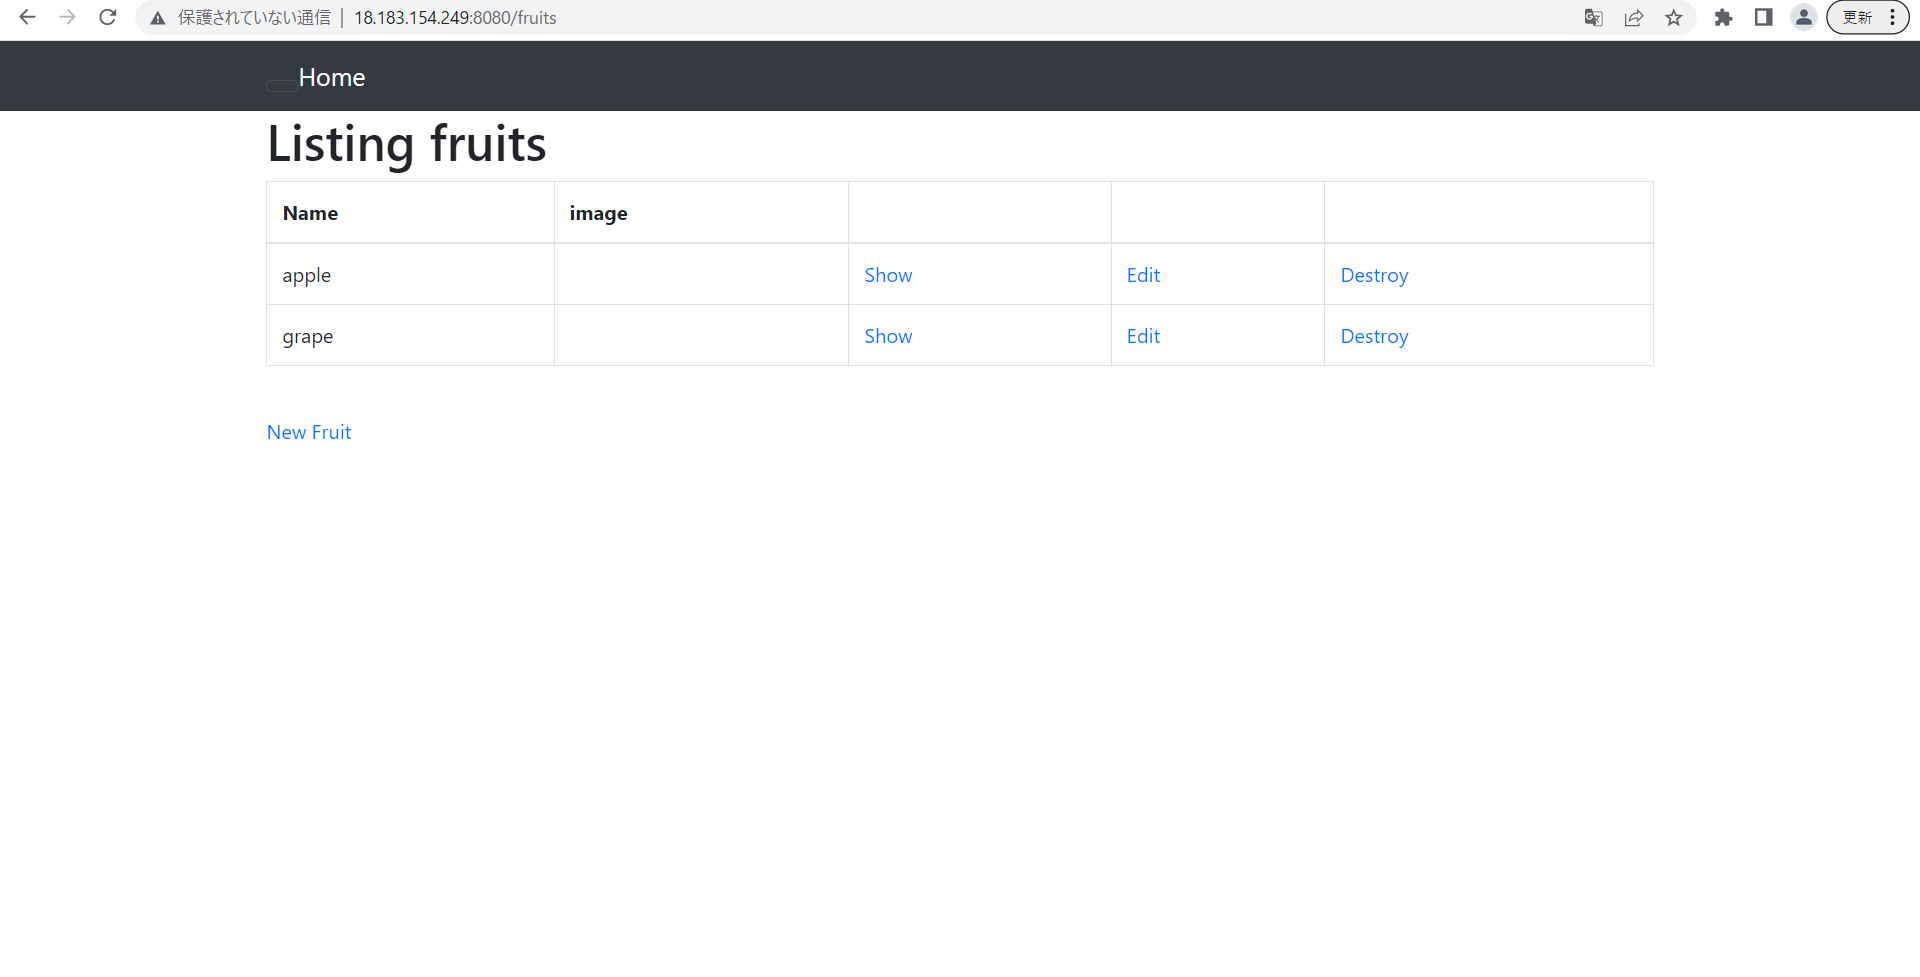 保護されていない通信 | 18.183.154.249:8080/fruits 更新
Home
Listing fruits
Name image
apple Show Edit Destroy
grape Show Edit Destroy
New Fruit